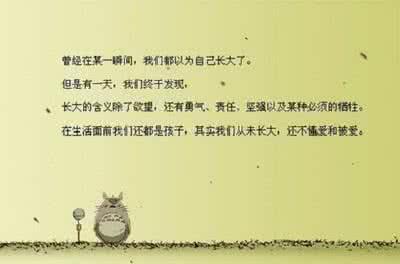 曾经在某一瞬间，我们都以为自己长大了。
但是有一天，我们终于发现，
长大的含义除了欲望，还有勇气、责任、坚强以及某种必须的牺牲。
在生活面前我们还都是孩子，其实我们从未长大，还不懂爱和被爱。